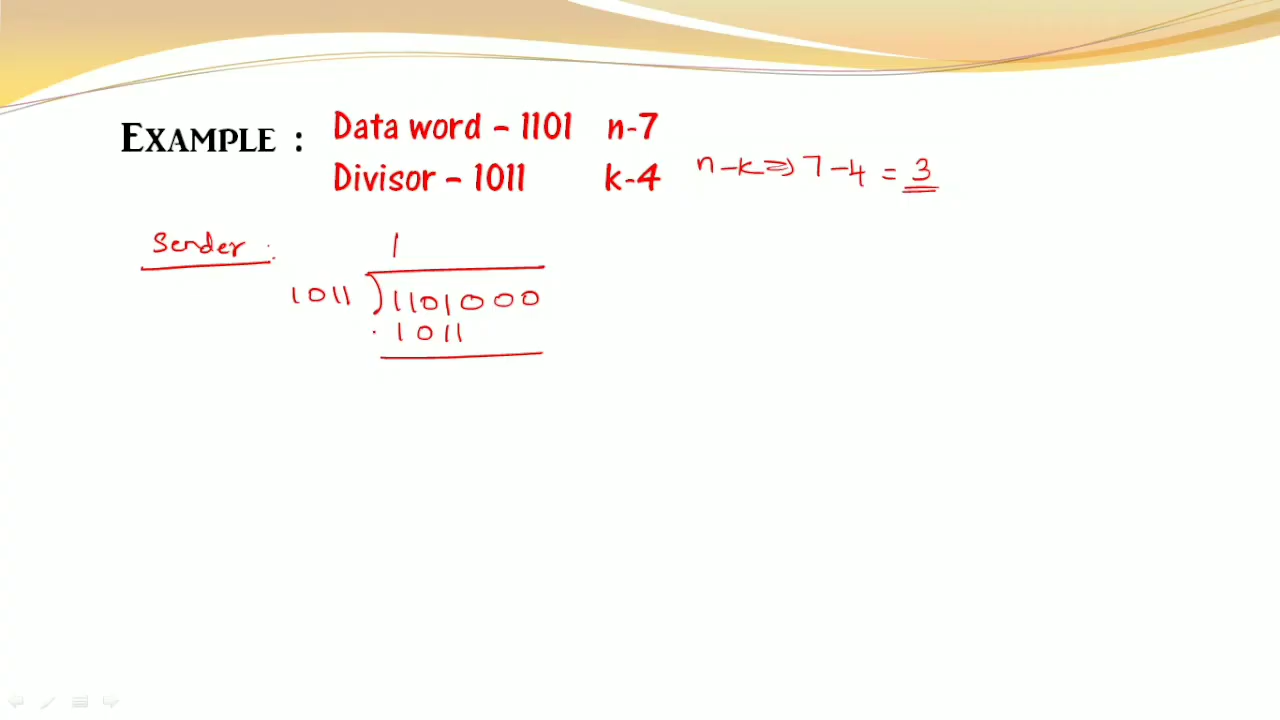 EXAMPLE : Data word – 1101 n-7
Divisor – 1011 k-4 n-k⇒7-4 = 3
Sender :
1
1011 ) 1101000
1011